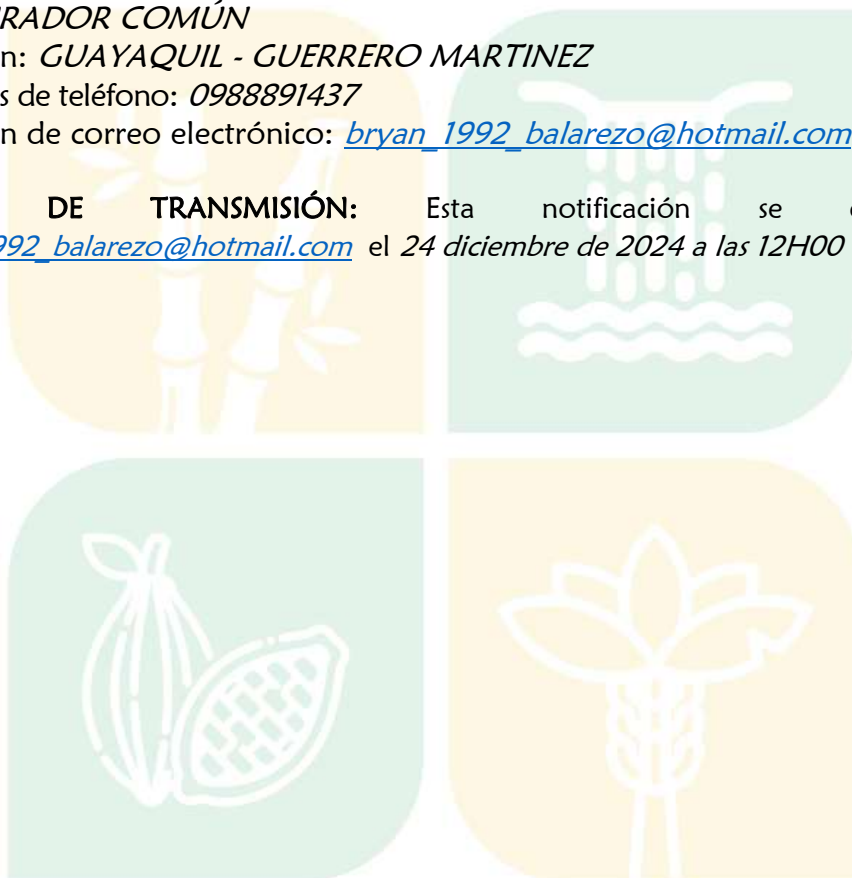 RADOR COMÚN
n: GUAYAQUIL - GUERRERO MARTINEZ
s de teléfono: 0988891437
n de correo electrónico: bryan_1992_balarezo@hotmail.com
DE TRANSMISIÓN: Esta notificación se
992_balarezo@hotmail.com el 24 diciembre de 2024 a las 12H00